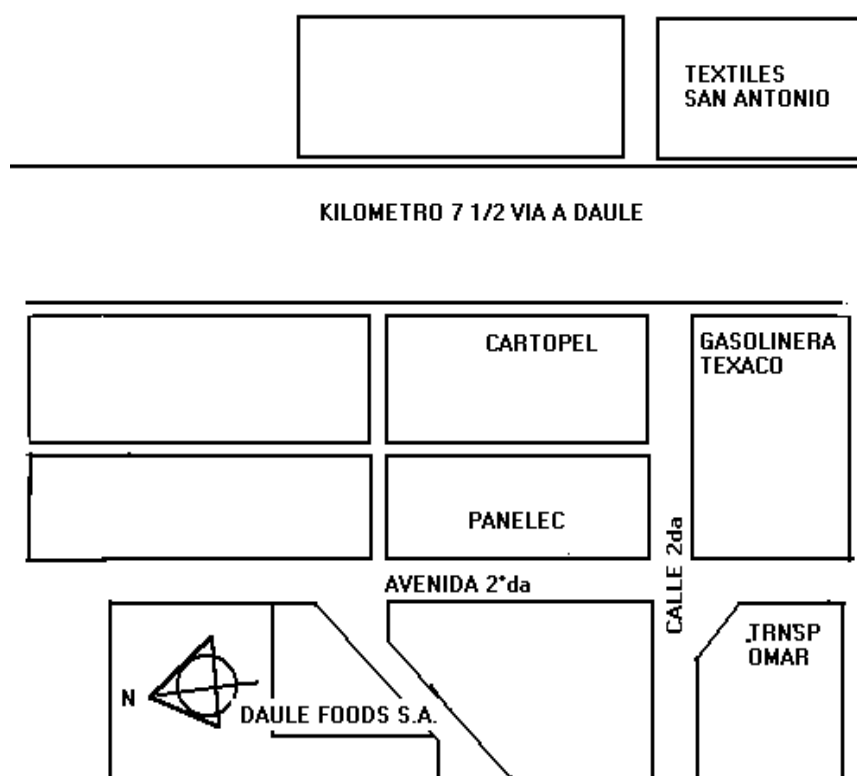 TEXTILES
SAN ANTONIO
KILOMETRO 7 1/2 VIA A DAULE
CARTOPEL
GASOLINERA
TEXACO
PANELEC
CALLE 2da
AVENIDA 2°da
TRNSP
OMAR
N
DAULE FOODS S.A.